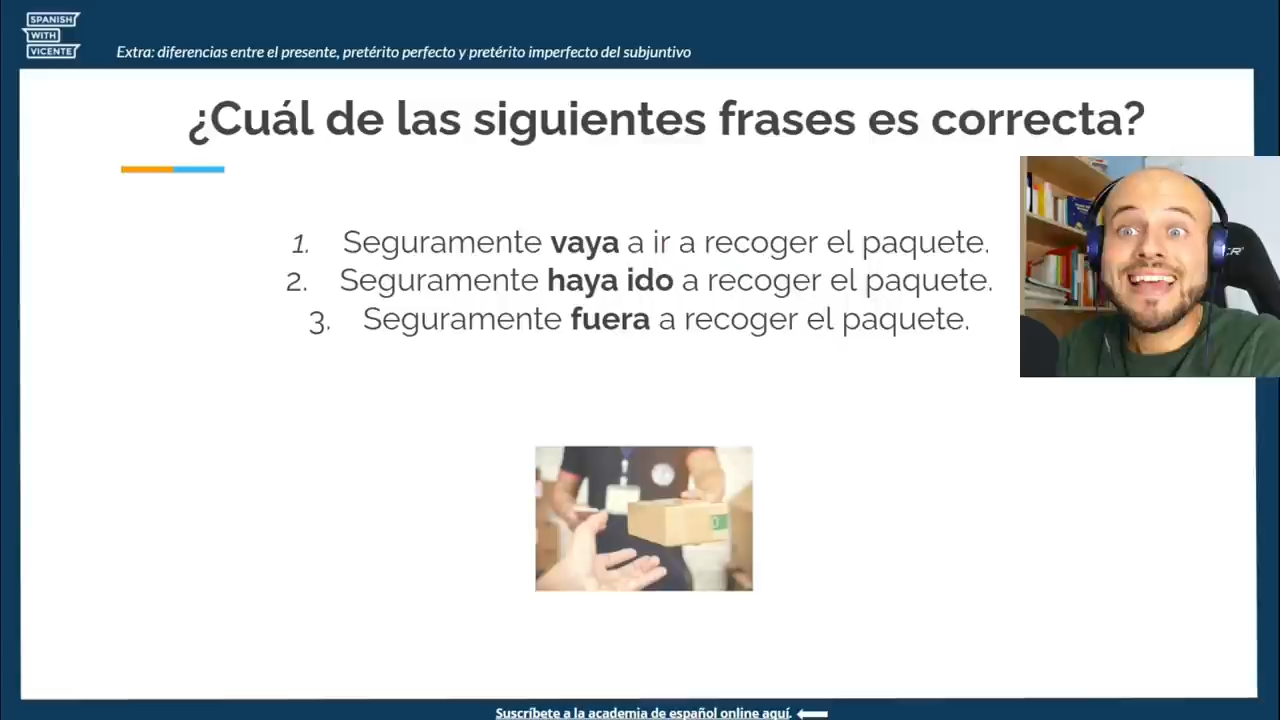 SPANISH
WITH
VICENTE
Extra: diferencias entre el presente, pretérito perfecto y pretérito imperfecto del subjuntivo
¿Cuál de las siguientes frases es correcta?
1. Seguramente vaya a ir a recoger el paquete.
2. Seguramente haya ido a recoger el paquete.
3. Seguramente fuera a recoger el paquete.
Suscríbete a la academia de español online aquí.